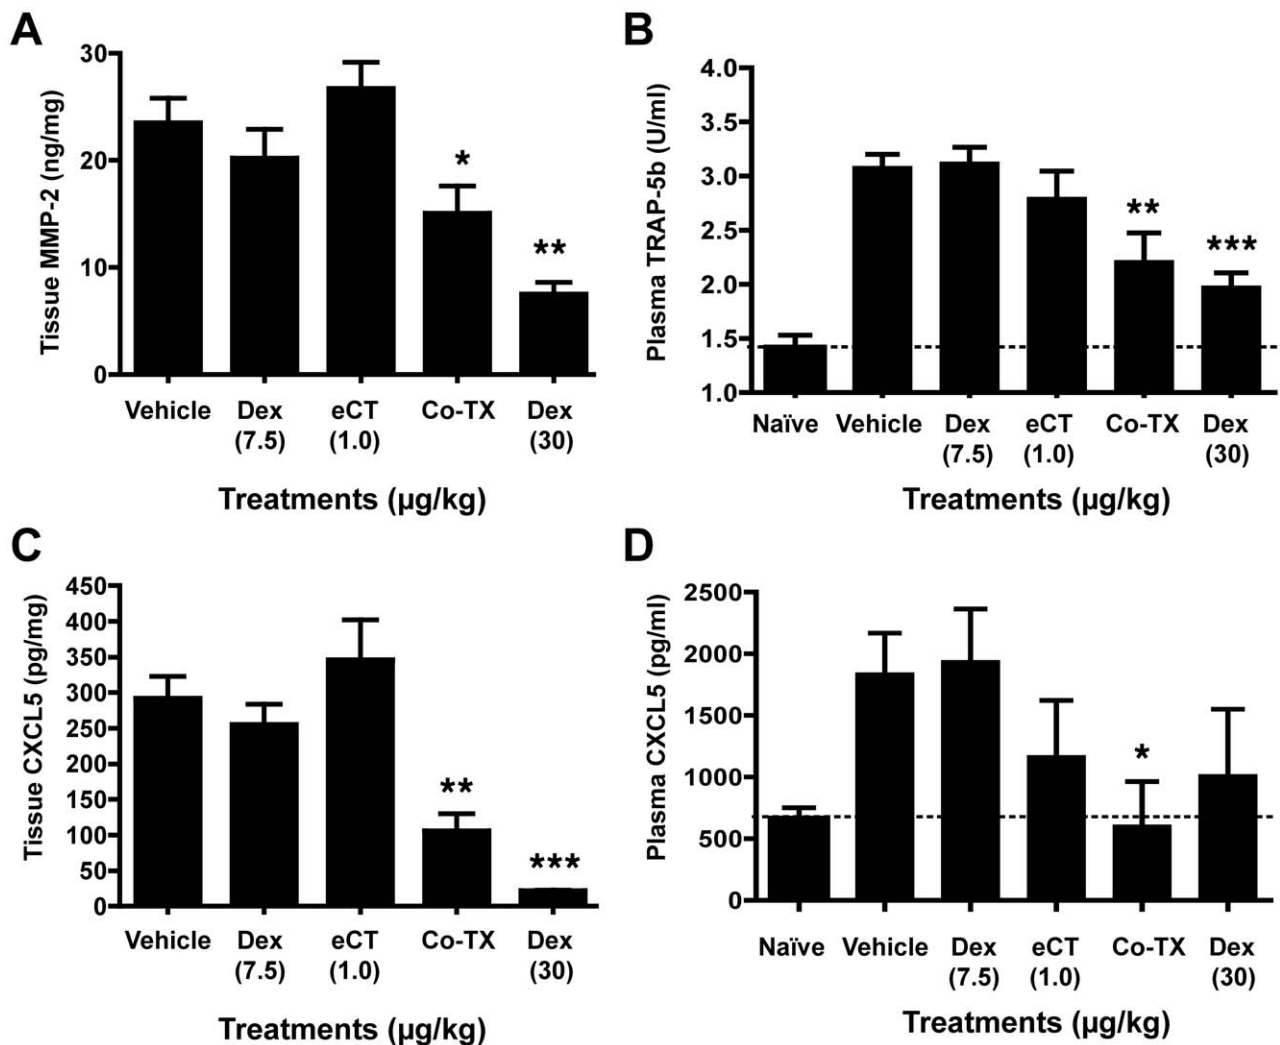 A
Tissue MMP-2 (ng/mg)
30
20
10
0
*
**
Vehicle Dex eCT Co-TX Dex
(7.5) (1.0) (30)
Treatments (µg/kg)
B
Plasma TRAP-5b (U/ml)
4.0
3.5
3.0
2.5
2.0
1.5
1.0
**
***
Naïve Vehicle Dex eCT Co-TX Dex
(7.5) (1.0) (30)
Treatments (µg/kg)
C
Tissue CXCL5 (pg/mg)
450
400
350
300
250
200
150
100
50
0
**
***
Vehicle Dex eCT Co-TX Dex
(7.5) (1.0) (30)
Treatments (µg/kg)
D
Plasma CXCL5 (pg/ml)
2500
2000
1500
1000
500
0
*
Naïve Vehicle Dex eCT Co-TX Dex
(7.5) (1.0) (30)
Treatments (µg/kg)